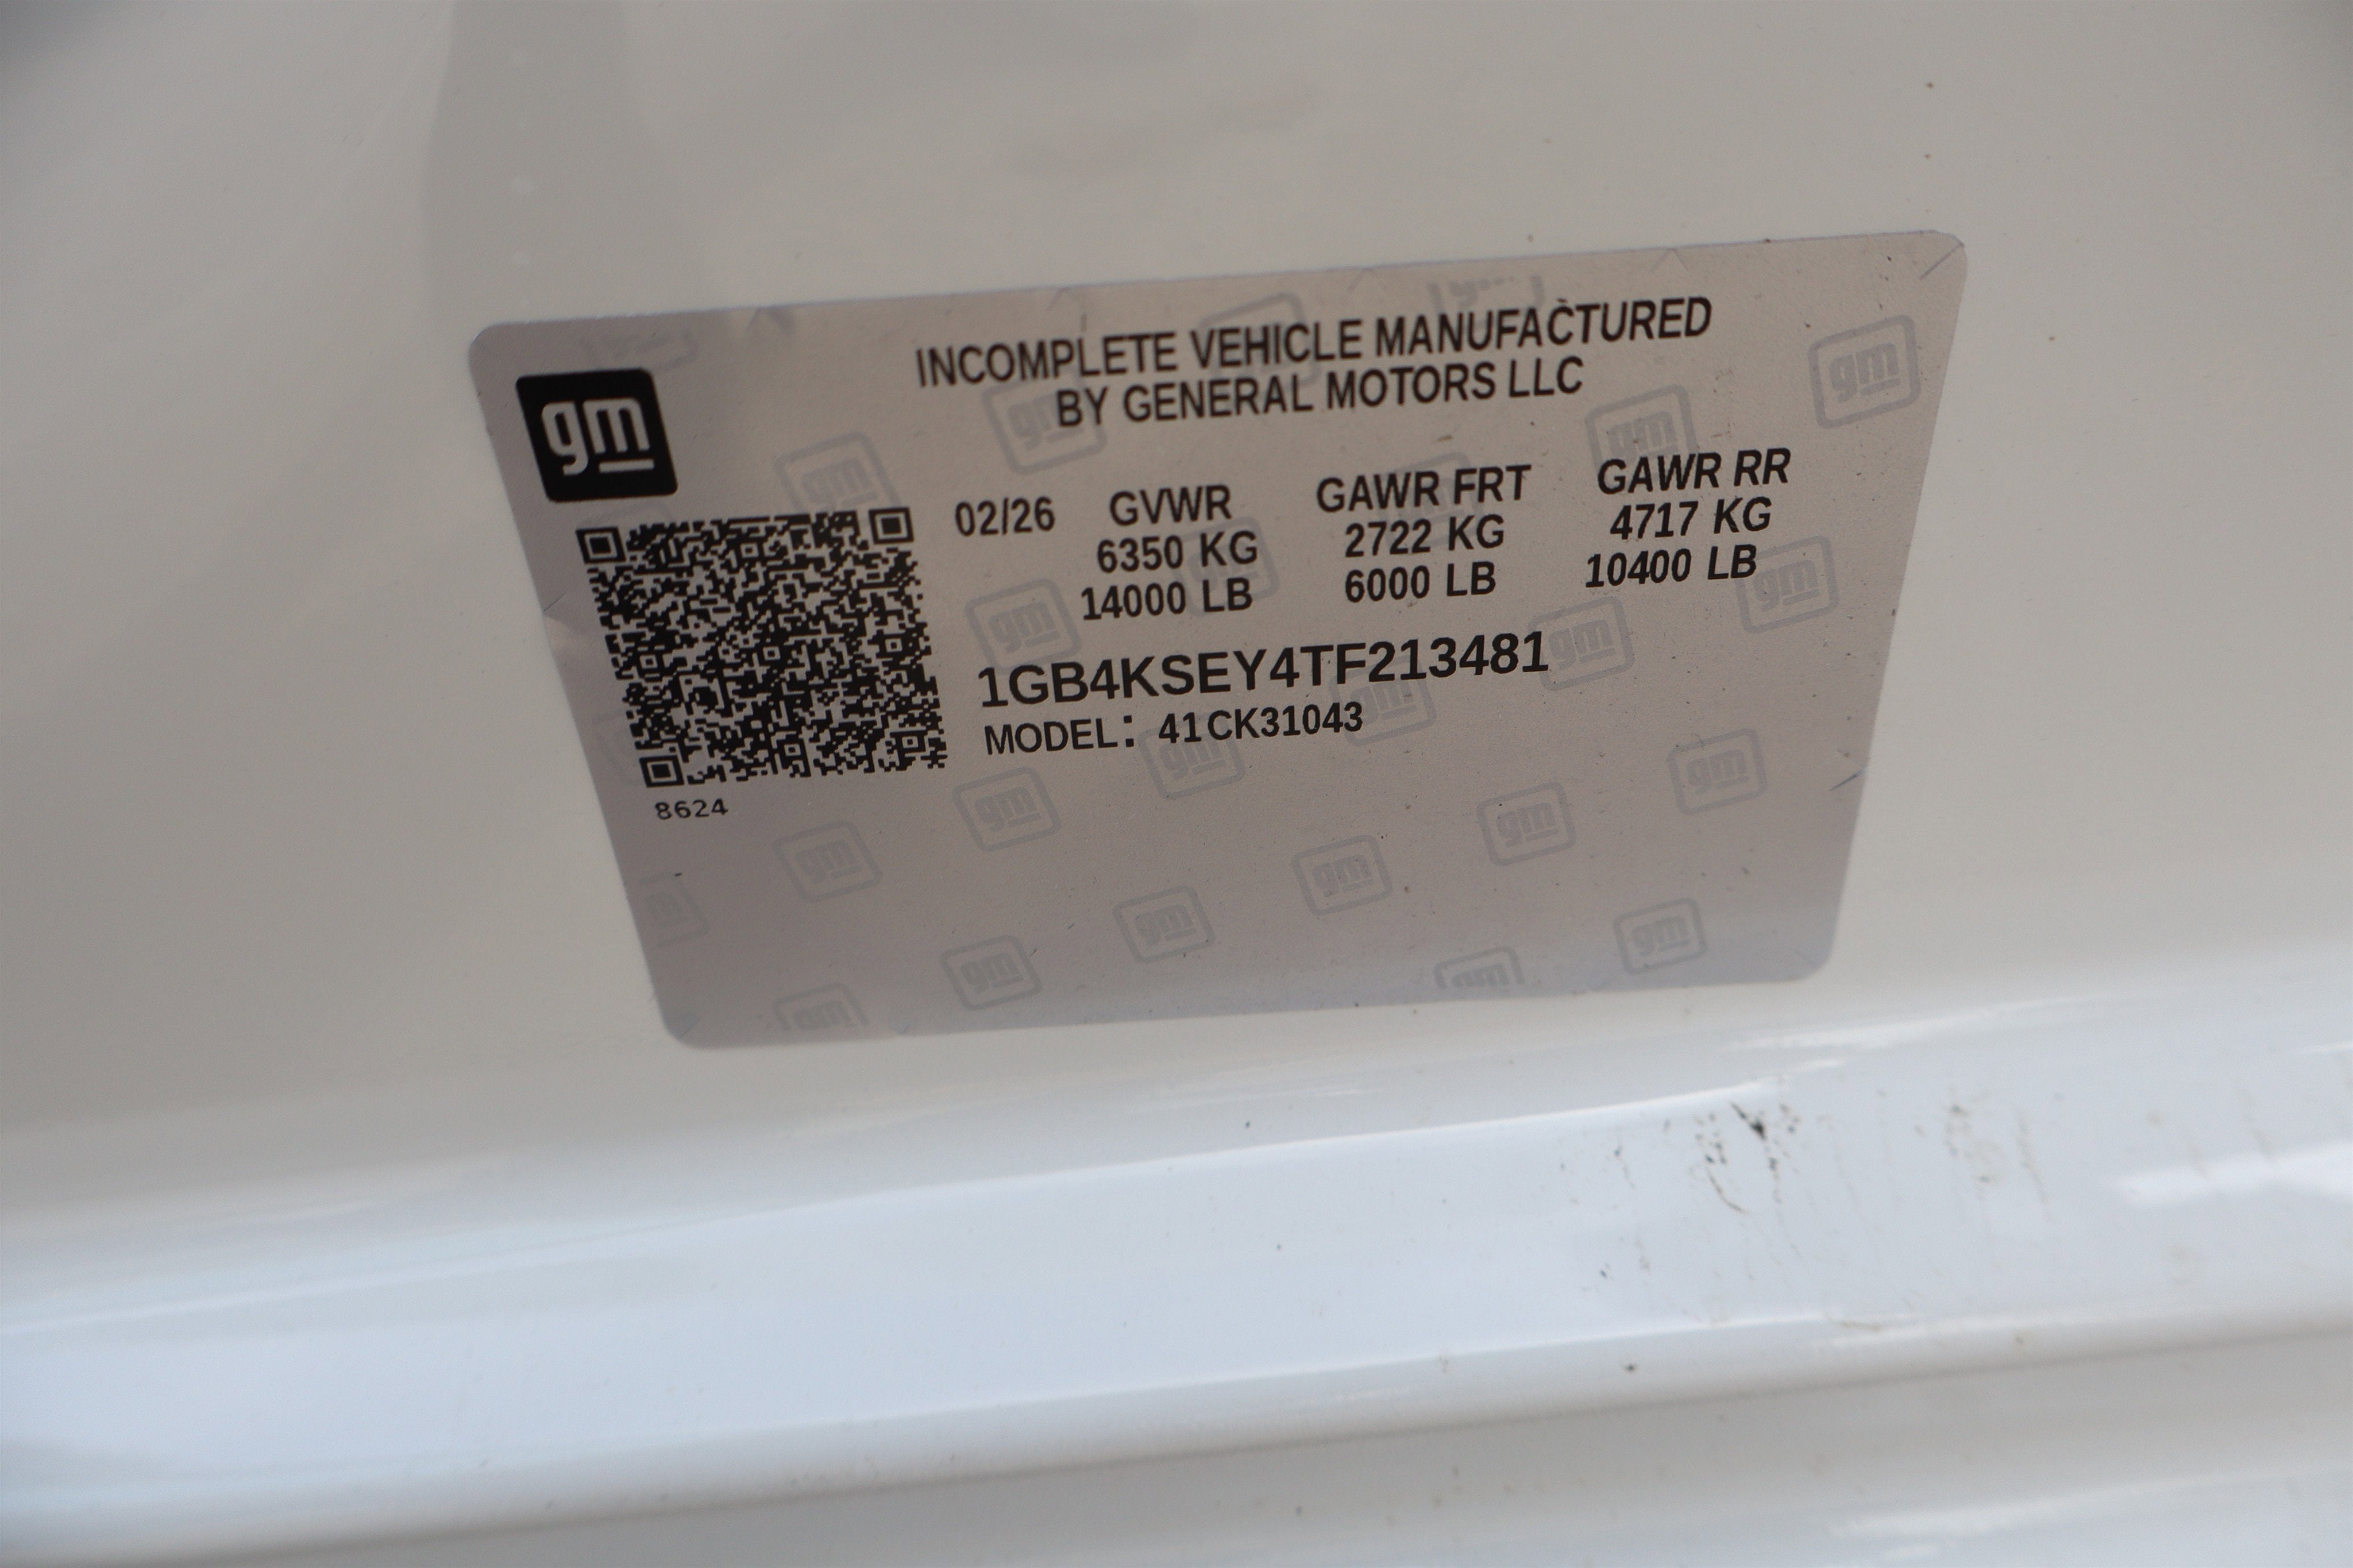 gm
INCOMPLETE VEHICLE MANUFACTURED
BY GENERAL MOTORS LLC
02/26 GVWR GAWR FRT GAWR RR
6350 KG 2722 KG 4717 KG
14000 LB 6000 LB 10400 LB
1GB4KSEY4TF213481
MODEL: 41CK31043
8624